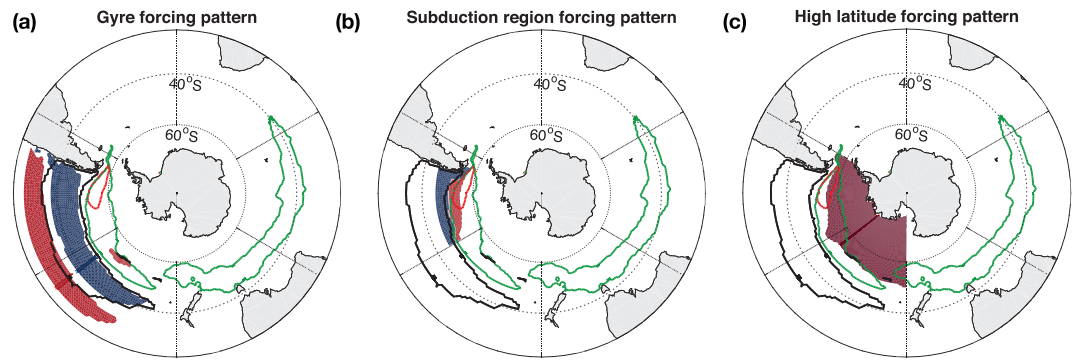 (a) Gyre forcing pattern
(b) Subduction region forcing pattern
(c) High latitude forcing pattern
40°S
60°S
40°S
60°S
40°S
60°S